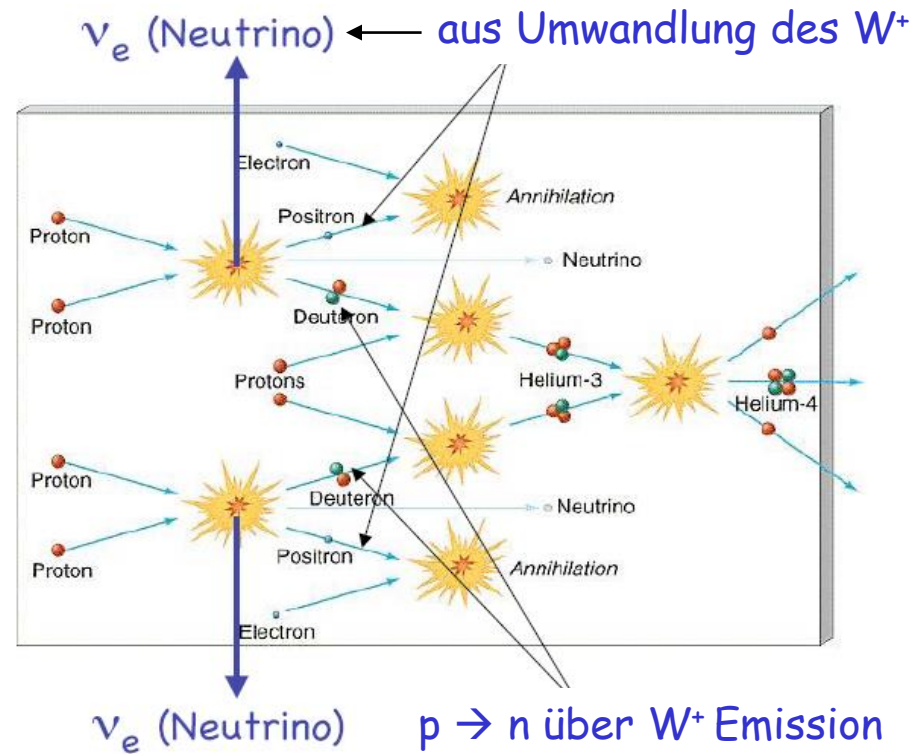 νe (Neutrino) ← aus Umwandlung des W⁺
Electron
Annihilation
Positron
Proton
Neutrino
Deuteron
Proton
Protons
Helium-3
Helium-4
Proton
Deuteron
Neutrino
Positron
Proton
Annihilation
Electron
νe (Neutrino)
p → n über W⁺ Emission